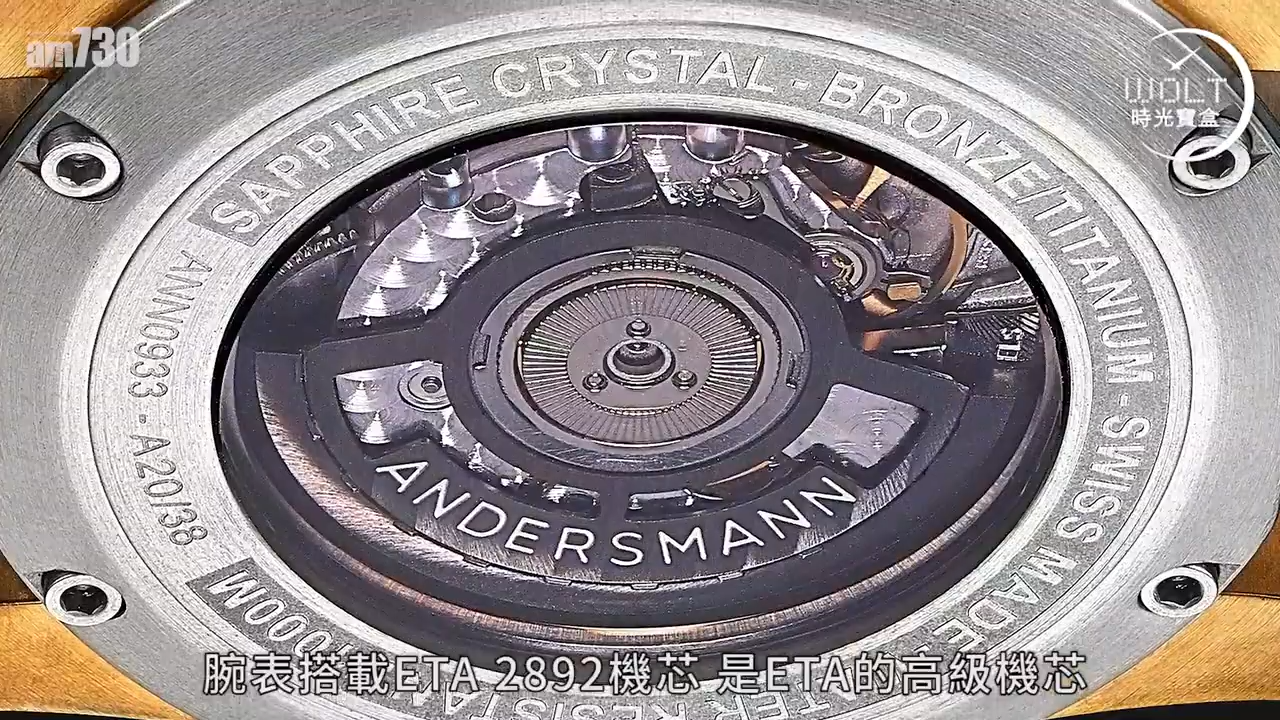 am730
WOLT
時光寶盒
SAPPHIRE CRYSTAL - BRONZE/TITANIUM - SWISS MADE
ANN0933 - A20/38
ANDERSMANN
腕表搭載ETA 2892機芯 是ETA的高級機芯